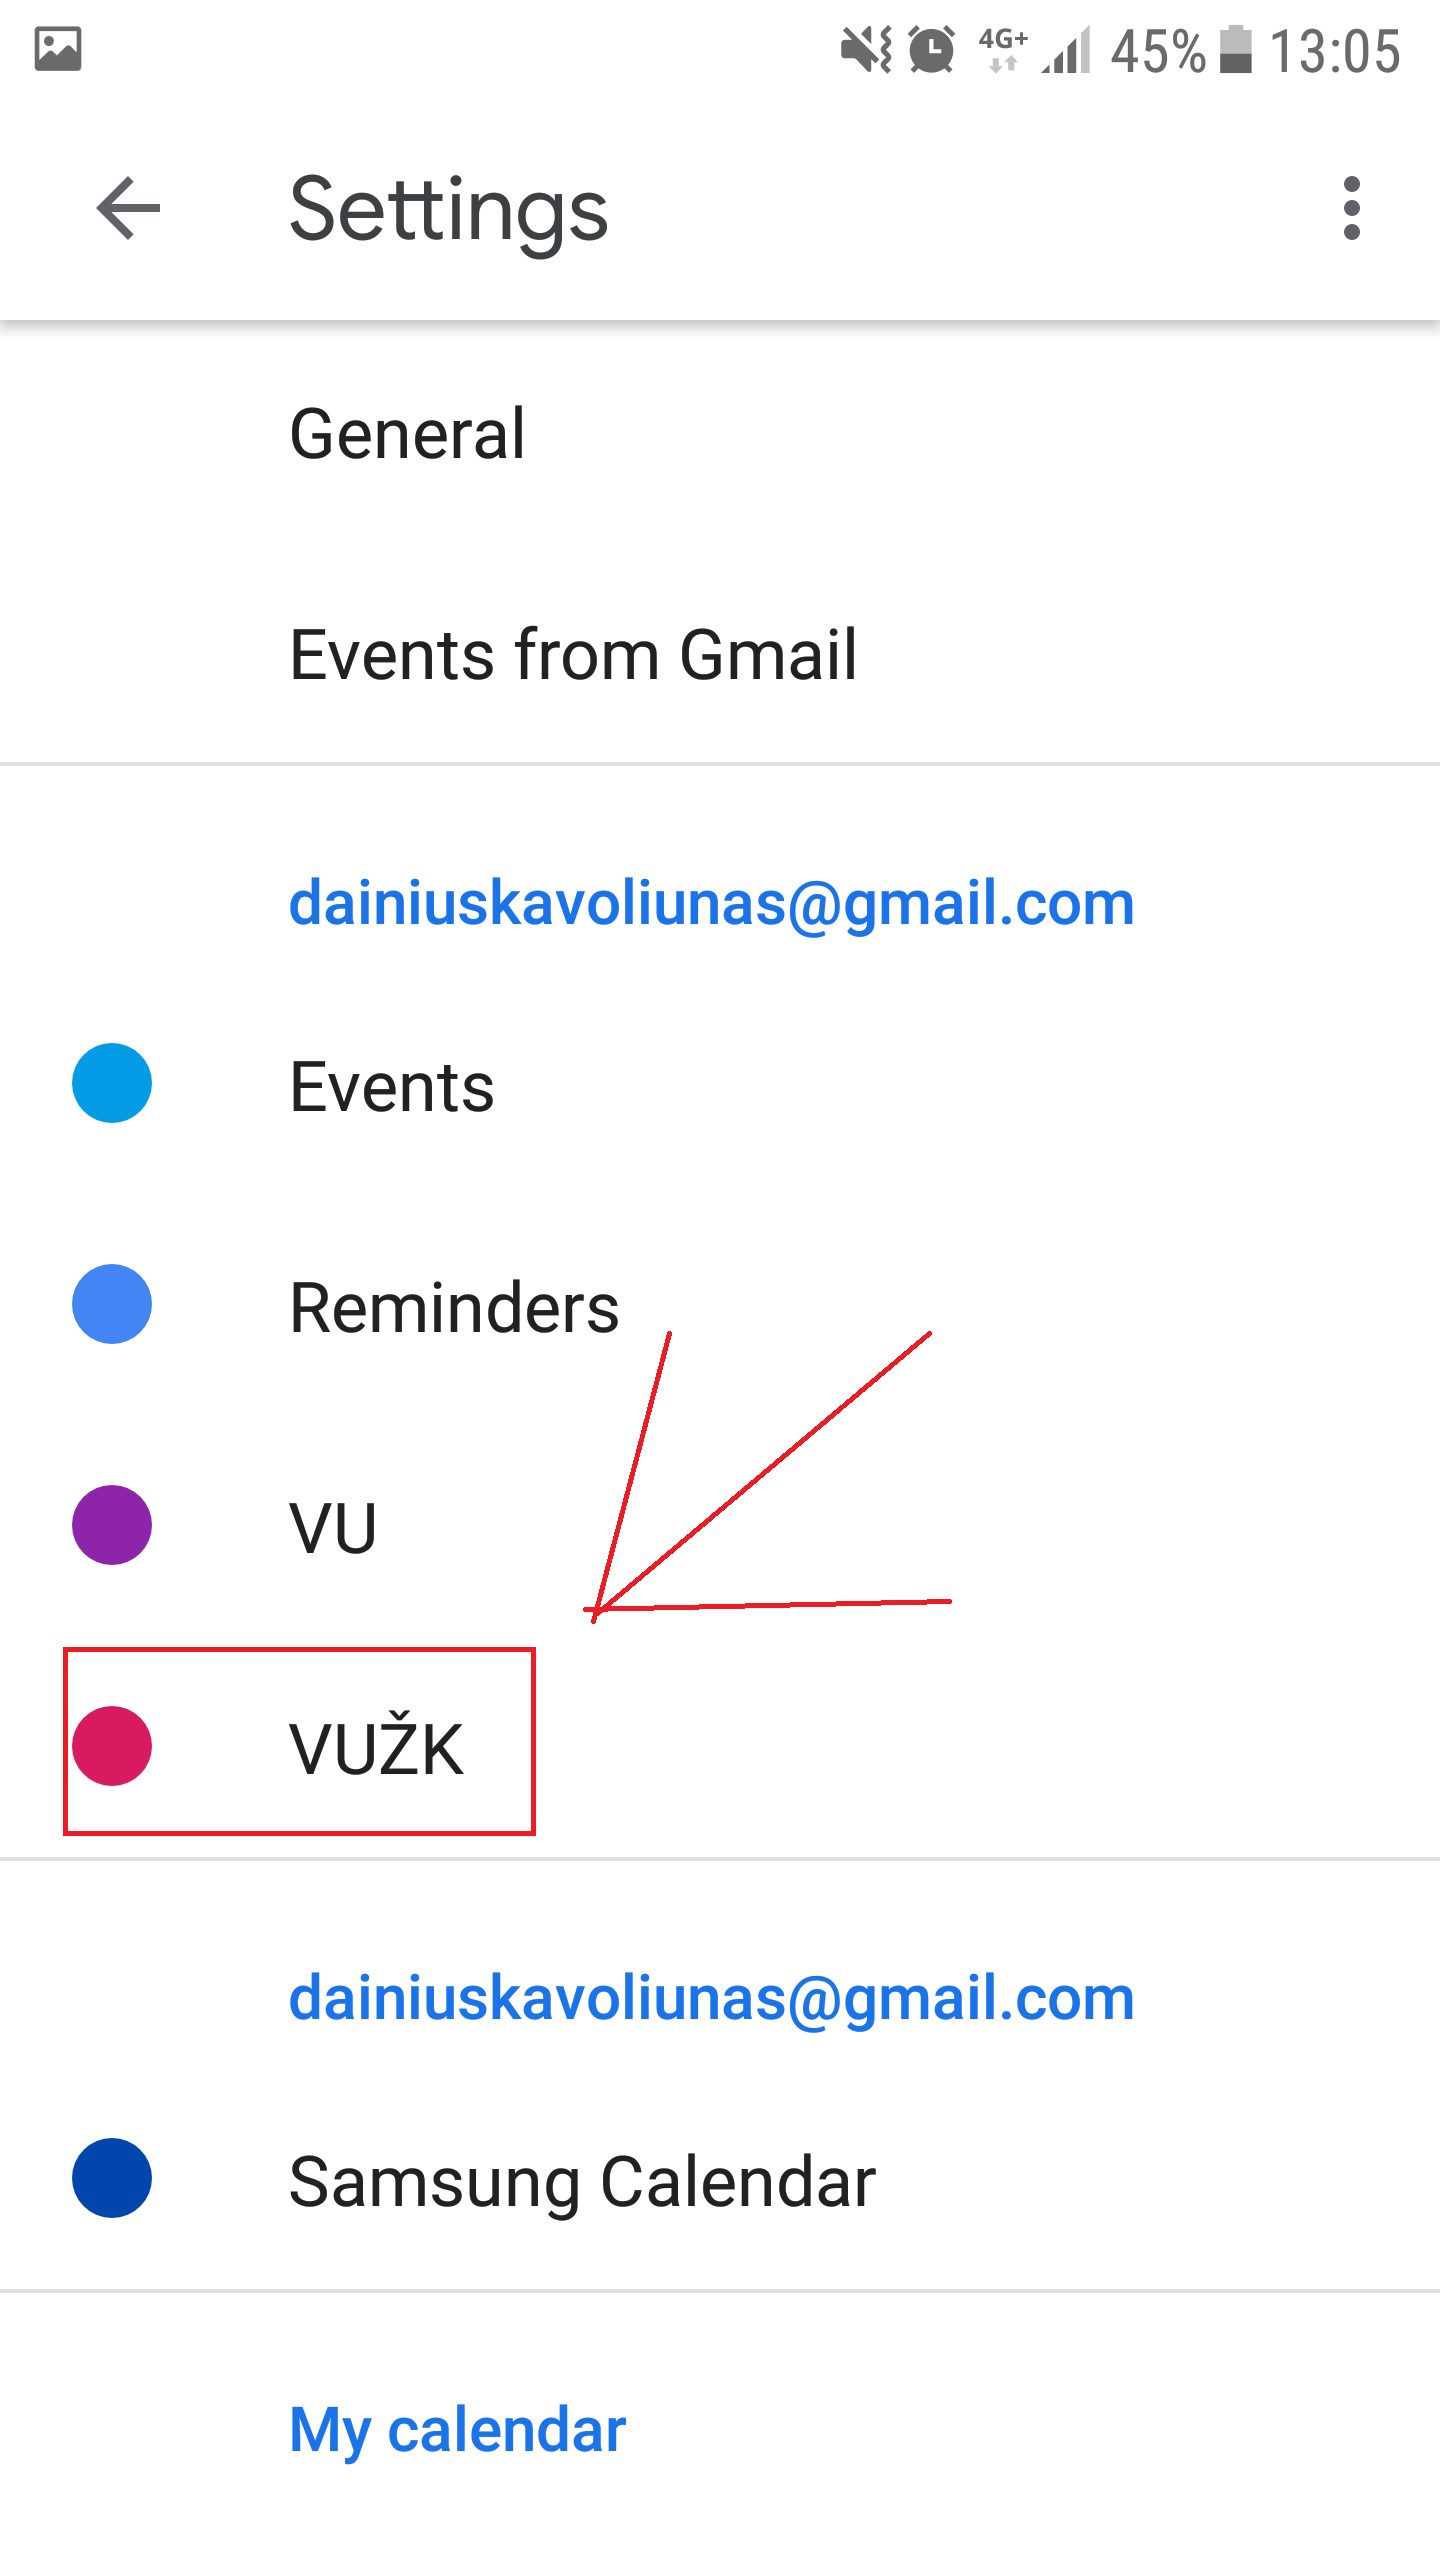 4G+ 45% 13:05
Settings
General
Events from Gmail
dainiuskavoliunas@gmail.com
Events
Reminders
VU
VUŽK
dainiuskavoliunas@gmail.com
Samsung Calendar
My calendar